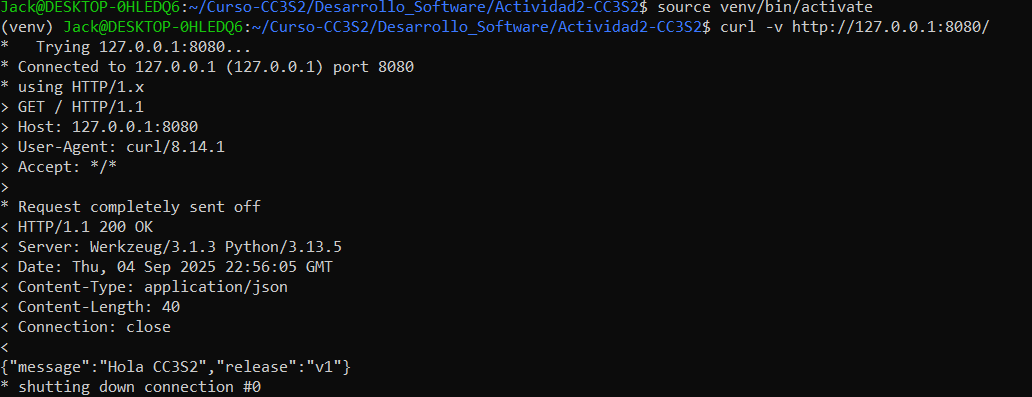 Jack@DESKTOP-0HLEDQ6:~/Curso-CC3S2/Desarrollo_Software/Actividad2-CC3S2$ source venv/bin/activate
(venv) Jack@DESKTOP-0HLEDQ6:~/Curso-CC3S2/Desarrollo_Software/Actividad2-CC3S2$ curl -v http://127.0.0.1:8080/
*   Trying 127.0.0.1:8080...
* Connected to 127.0.0.1 (127.0.0.1) port 8080
* using HTTP/1.x
> GET / HTTP/1.1
> Host: 127.0.0.1:8080
> User-Agent: curl/8.14.1
> Accept: */*
>
* Request completely sent off
< HTTP/1.1 200 OK
< Server: Werkzeug/3.1.3 Python/3.13.5
< Date: Thu, 04 Sep 2025 22:56:05 GMT
< Content-Type: application/json
< Content-Length: 40
< Connection: close
<
{"message":"Hola CC3S2","release":"v1"}
* shutting down connection #0